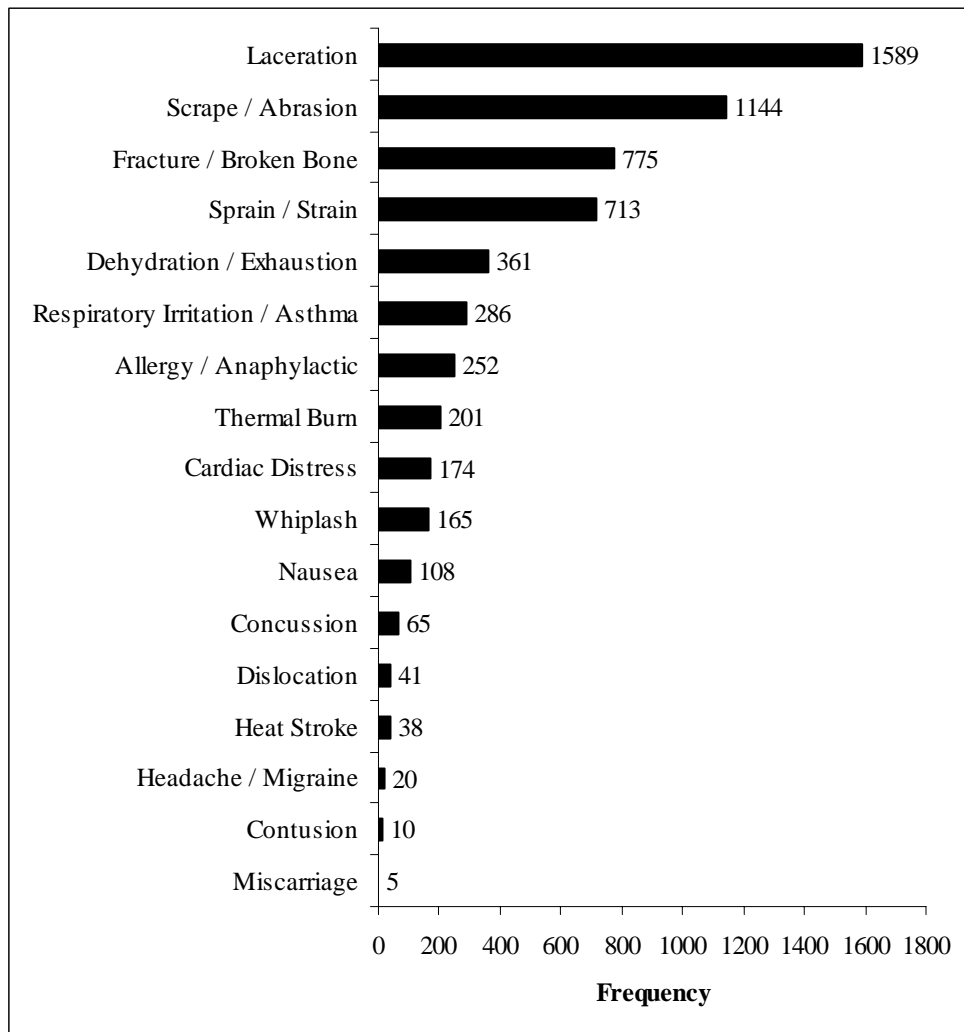 Laceration 1589
Scrape / Abrasion 1144
Fracture / Broken Bone 775
Sprain / Strain 713
Dehydration / Exhaustion 361
Respiratory Irritation / Asthma 286
Allergy / Anaphylactic 252
Thermal Burn 201
Cardiac Distress 174
Whiplash 165
Nausea 108
Concussion 65
Dislocation 41
Heat Stroke 38
Headache / Migraine 20
Contusion 10
Miscarriage 5
0 200 400 600 800 1000 1200 1400 1600 1800
Frequency